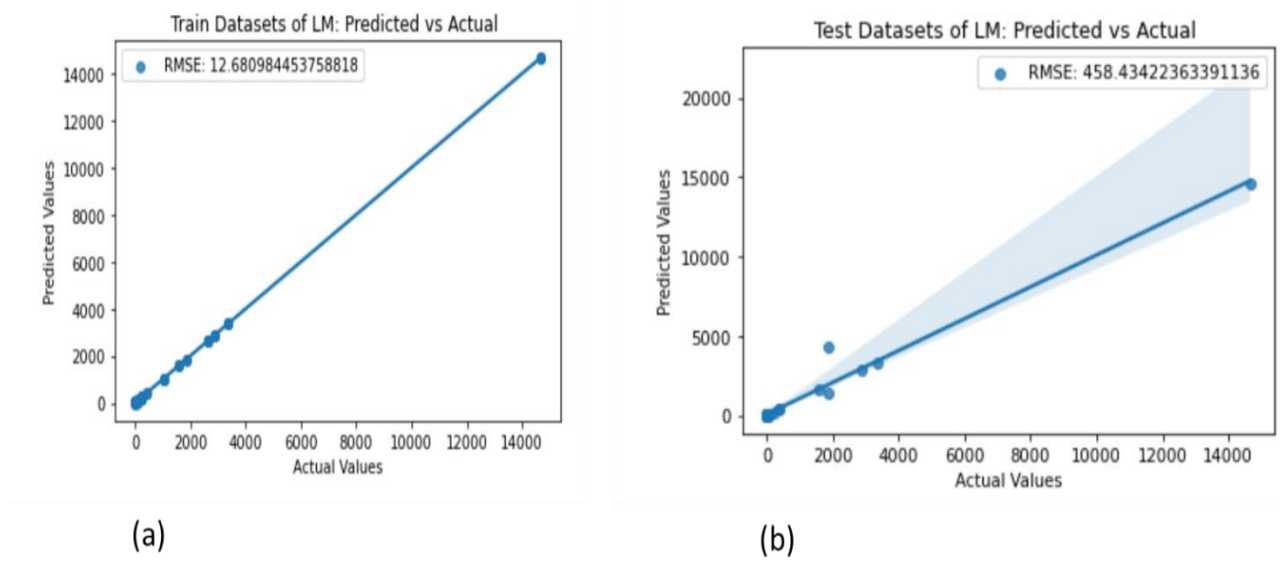 Train Datasets of LM: Predicted vs Actual
RMSE: 12.680984453758818
14000
12000
10000
8000
6000
4000
2000
0
Predicted Values
0 2000 4000 6000 8000 10000 12000 14000
Actual Values
(a)
Test Datasets of LM: Predicted vs Actual
RMSE: 458.43422363391136
20000
15000
10000
5000
0
Predicted Values
0 2000 4000 6000 8000 10000 12000 14000
Actual Values
(b)